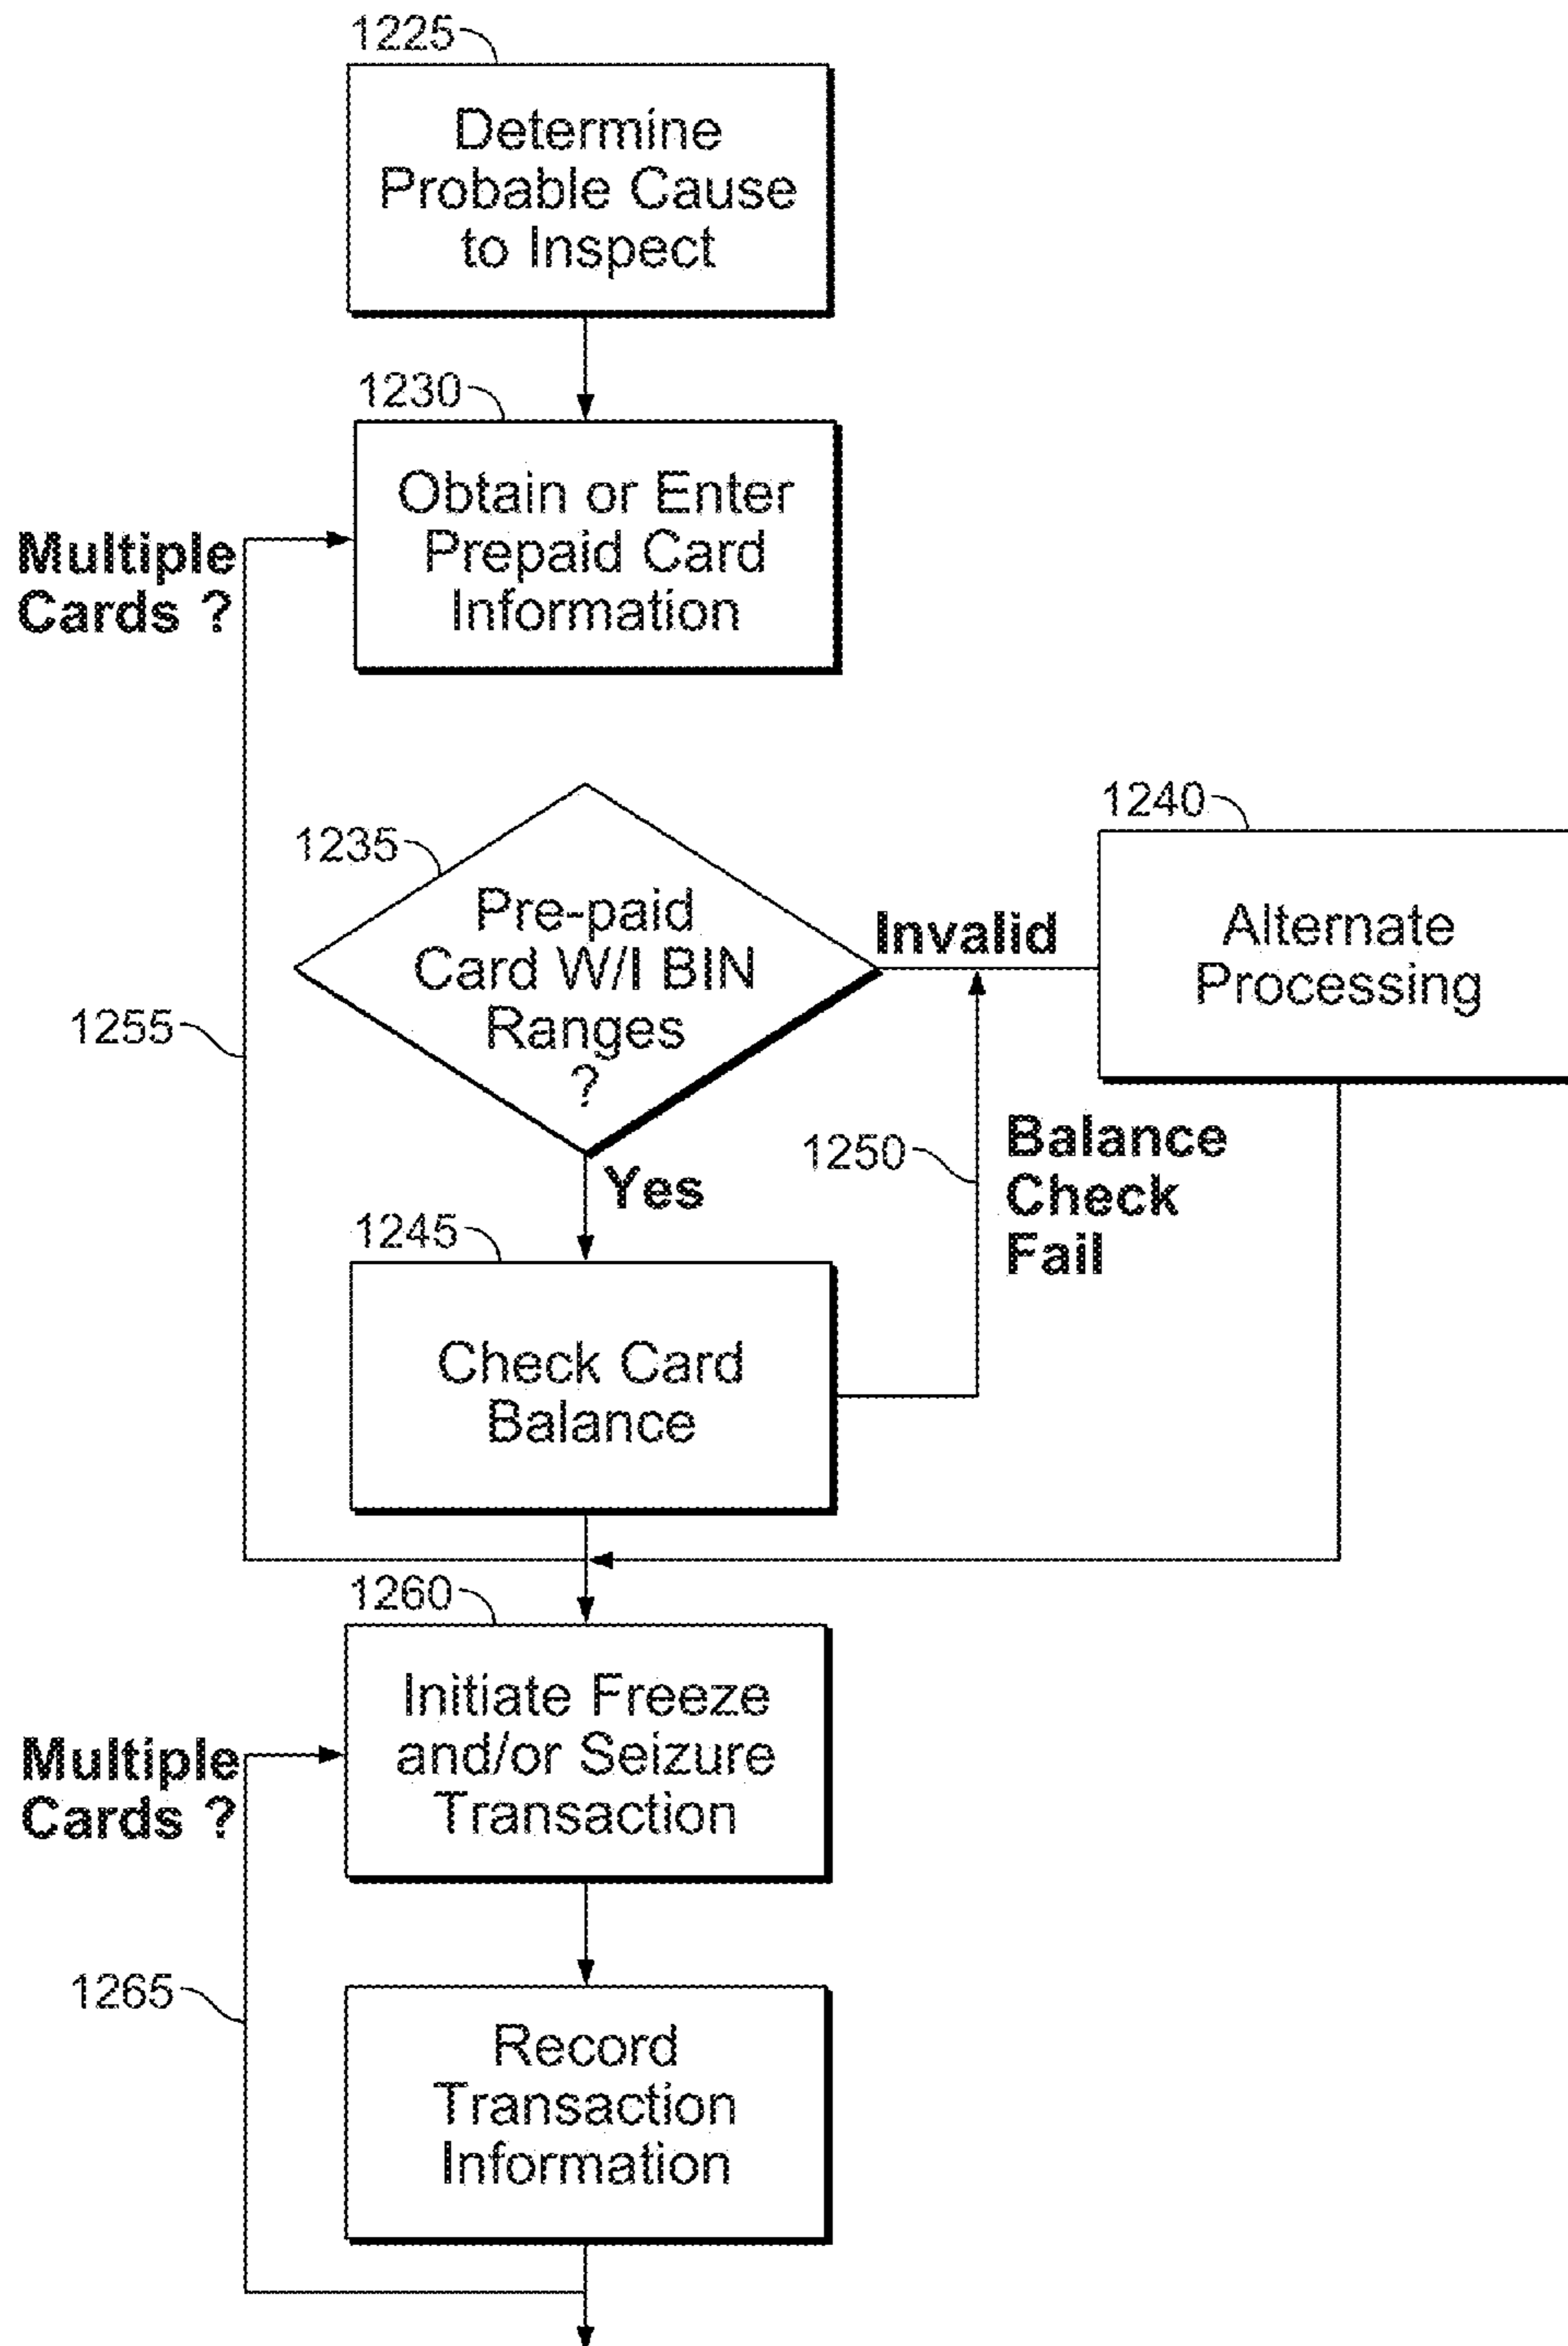 1225
Determine
Probable Cause
to Inspect
1230
Obtain or Enter
Prepaid Card
Information
Multiple
Cards ?
1235
Pre-paid
Card W/I BIN
Ranges
?
Invalid
1240
Alternate
Processing
1255
Yes
1250
Balance
Check
Fail
1245
Check Card
Balance
1260
Initiate Freeze
and/or Seizure
Transaction
Multiple
Cards ?
1265
Record
Transaction
Information